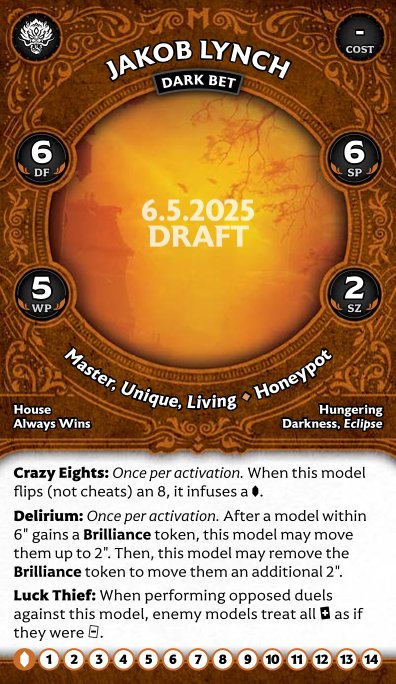 JAKOB LYNCH
DARK BET
-
COST
6
DF
6
SP
6.5.2025
DRAFT
5
WP
2
SZ
Master, Unique, Living ⬥ Honeypot
House
Always Wins
Hungering
Darkness, Eclipse
Crazy Eights: Once per activation. When this model
flips (not cheats) an 8, it infuses a ⬧.
Delirium: Once per activation. After a model within
6" gains a Brilliance token, this model may move
them up to 2". Then, this model may remove the
Brilliance token to move them an additional 2".
Luck Thief: When performing opposed duels
against this model, enemy models treat all + as if
they were -.
1 2 3 4 5 6 7 8 9 10 11 12 13 14